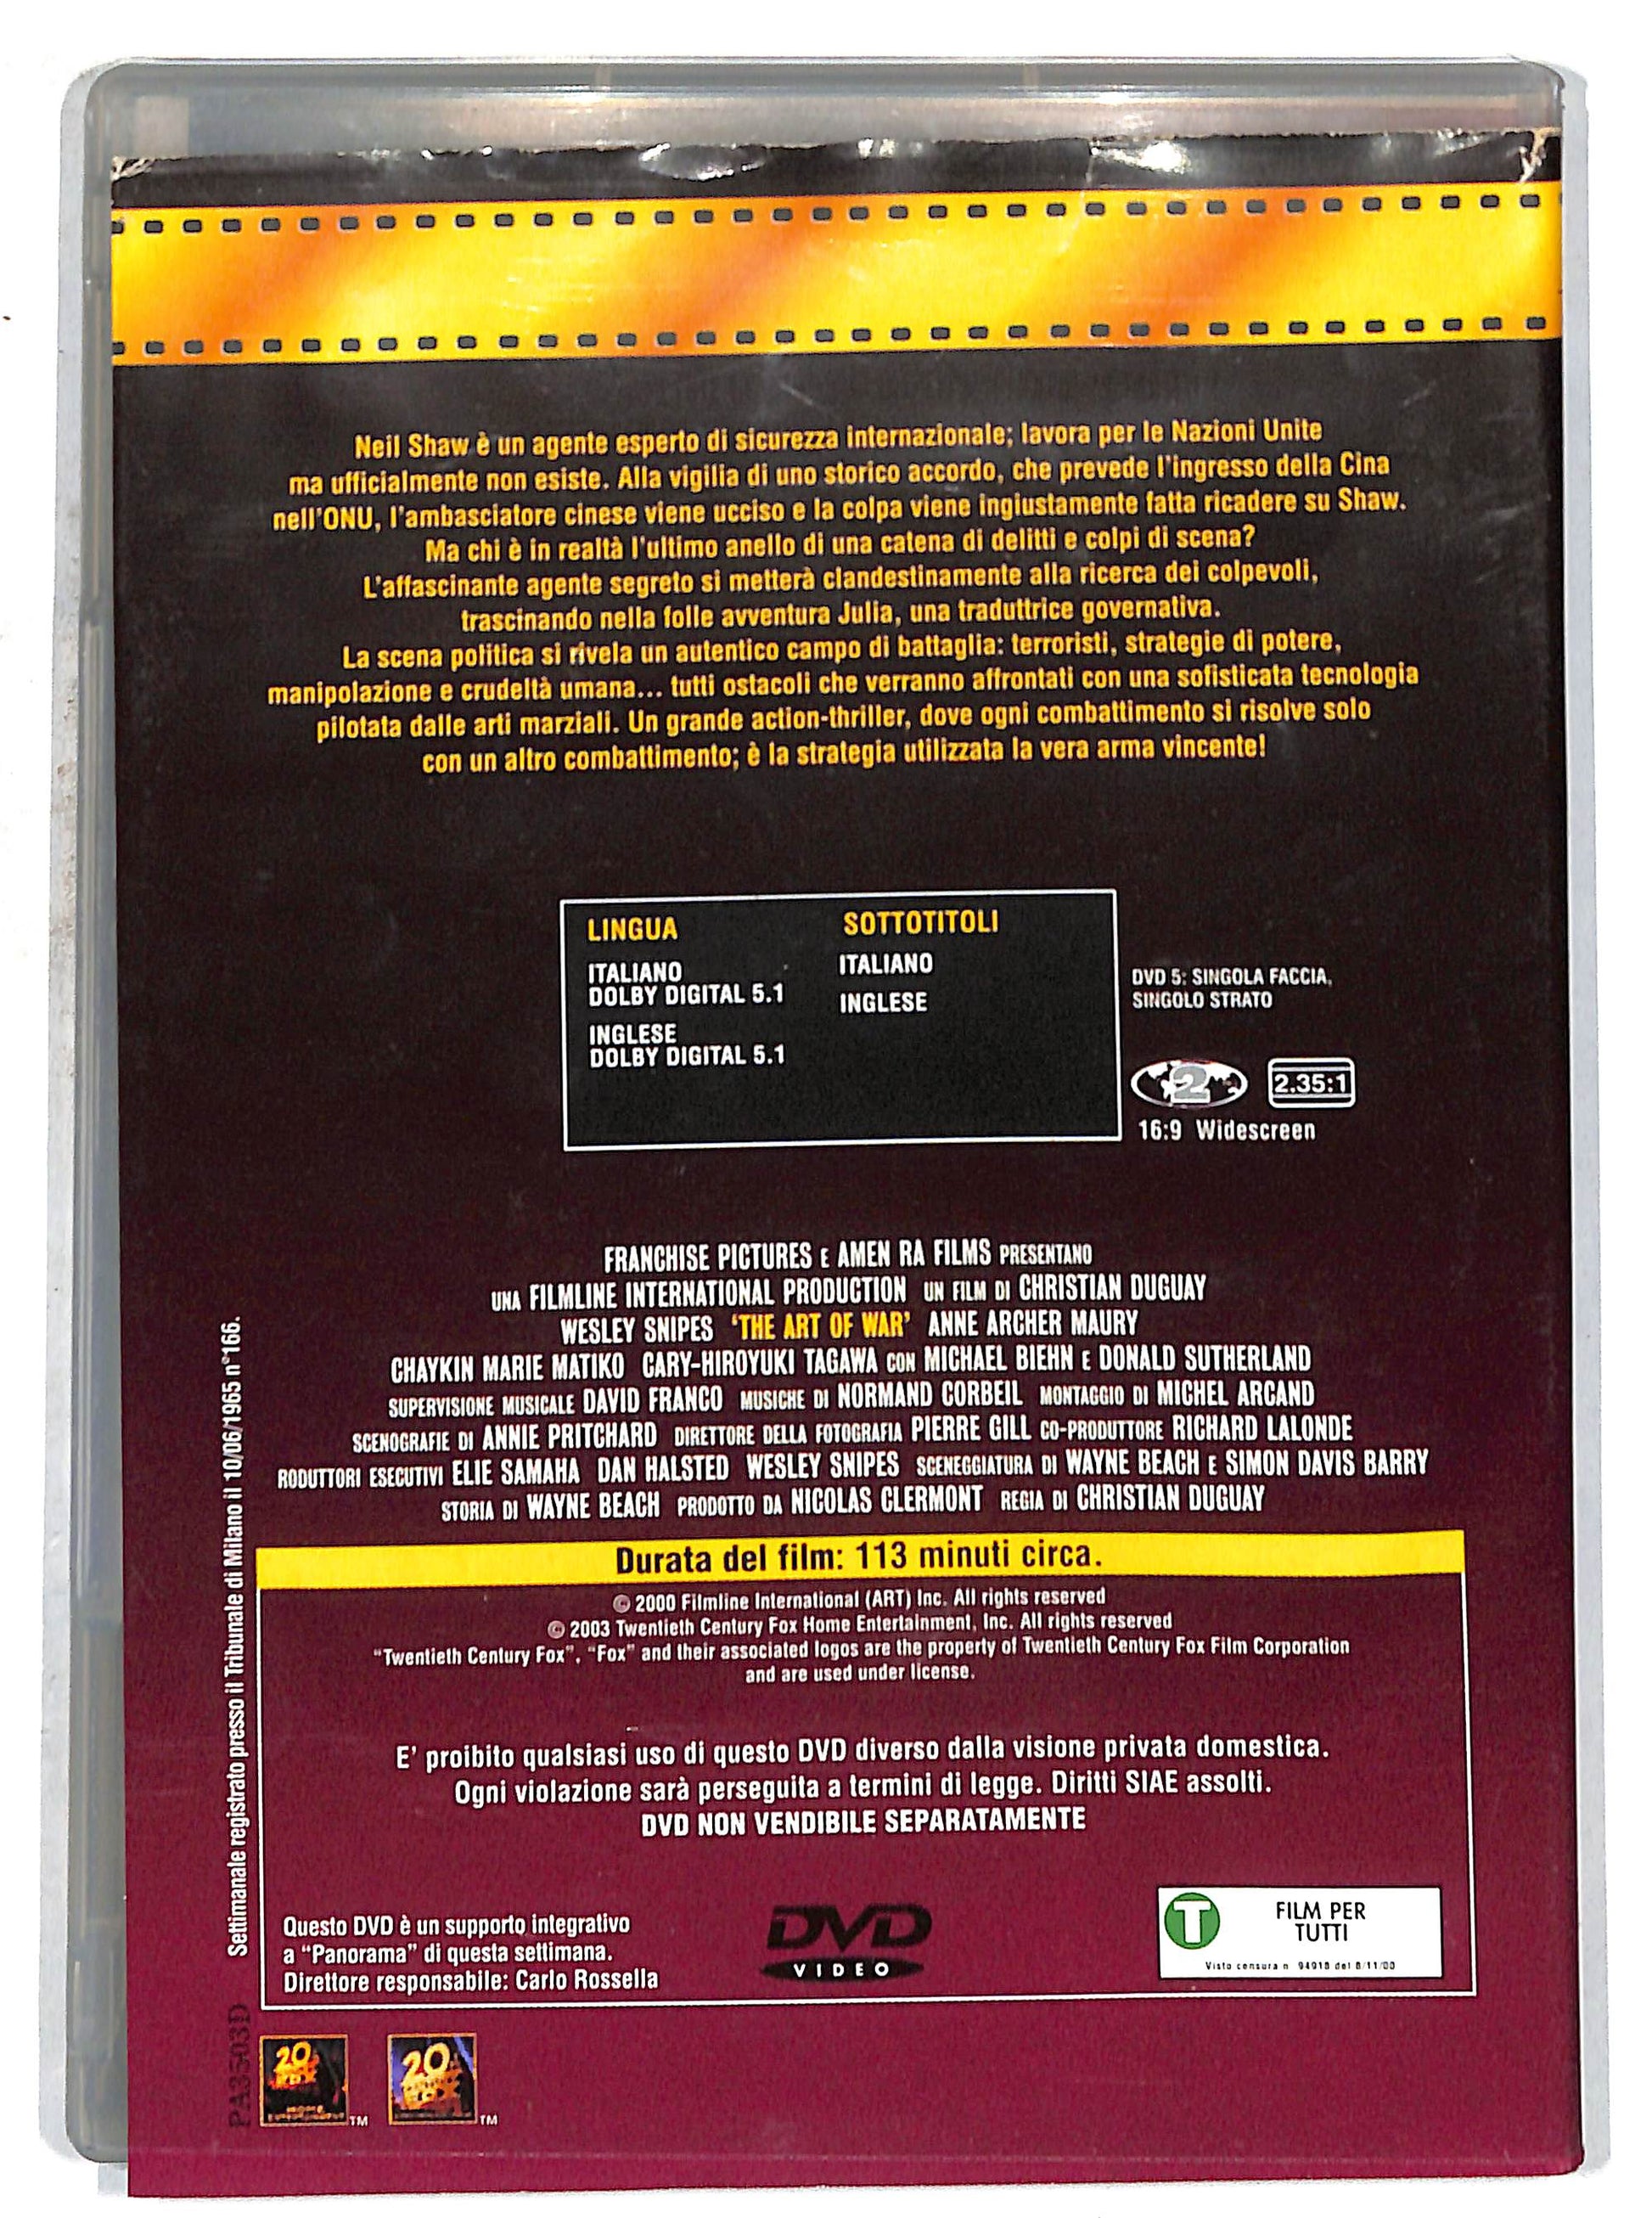 Neil Shaw è un agente esperto di sicurezza internazionale; lavora per le Nazioni Unite
ma ufficialmente non esiste. Alla vigilia di uno storico accordo, che prevede l'ingresso della Cina
nell'ONU, l'ambasciatore cinese viene ucciso e la colpa viene ingiustamente fatta ricadere su Shaw.
Ma chi è in realtà l'ultimo anello di una catena di delitti e colpi di scena?
L'affascinante agente segreto si metterà clandestinamente alla ricerca dei colpevoli,
trascinando nella folle avventura Julia, una traduttrice governativa.
La scena politica si rivela un autentico campo di battaglia: terroristi, strategie di potere,
manipolazione e crudeltà umana... tutti ostacoli che verranno affrontati con una sofisticata tecnologia
pilotata dalle arti marziali. Un grande action-thriller, dove ogni combattimento si risolve solo
con un altro combattimento; è la strategia utilizzata la vera arma vincente!
LINGUA
ITALIANO
DOLBY DIGITAL 5.1
INGLESE
DOLBY DIGITAL 5.1
SOTTOTITOLI
ITALIANO
INGLESE
DVD 5: SINGOLA FACCIA,
SINGOLO STRATO
2
2.35:1
16:9 Widescreen
FRANCHISE PICTURES E AMEN RA FILMS PRESENTANO
UNA FILMLINE INTERNATIONAL PRODUCTION UN FILM DI CHRISTIAN DUGUAY
WESLEY SNIPES 'THE ART OF WAR' ANNE ARCHER MAURY
CHAYKIN MARIE MATIKO CARY-HIROYUKI TAGAWA CON MICHAEL BIEHN E DONALD SUTHERLAND
SUPERVISIONE MUSICALE DAVID FRANCO MUSICHE DI NORMAND CORBEIL MONTAGGIO DI MICHEL ARCAND
SCENOGRAFIE DI ANNIE PRITCHARD DIRETTORE DELLA FOTOGRAFIA PIERRE GILL CO-PRODUTTORE RICHARD LALONDE
RODUTTORI ESECUTIVI ELIE SAMAHA DAN HALSTED WESLEY SNIPES SCENEGGIATURA DI WAYNE BEACH E SIMON DAVIS BARRY
STORIA DI WAYNE BEACH PRODOTTO DA NICOLAS CLERMONT REGIA DI CHRISTIAN DUGUAY
Durata del film: 113 minuti circa.
© 2000 Filmline International (ART) Inc. All rights reserved
© 2003 Twentieth Century Fox Home Entertainment, Inc. All rights reserved
"Twentieth Century Fox", "Fox" and their associated logos are the property of Twentieth Century Fox Film Corporation
and are used under license.
E' proibito qualsiasi uso di questo DVD diverso dalla visione privata domestica.
Ogni violazione sarà perseguita a termini di legge. Diritti SIAE assolti.
DVD NON VENDIBILE SEPARATAMENTE
Questo DVD è un supporto integrativo
a "Panorama" di questa settimana.
Direttore responsabile: Carlo Rossella
DVD
VIDEO
T
FILM PER
TUTTI
Visto censura n 94918 del 8/11/00
Settimanale registrato presso il Tribunale di Milano il 10/06/1965 n°166.
PA3503D
20
FOX
TM
20
FOX
TM